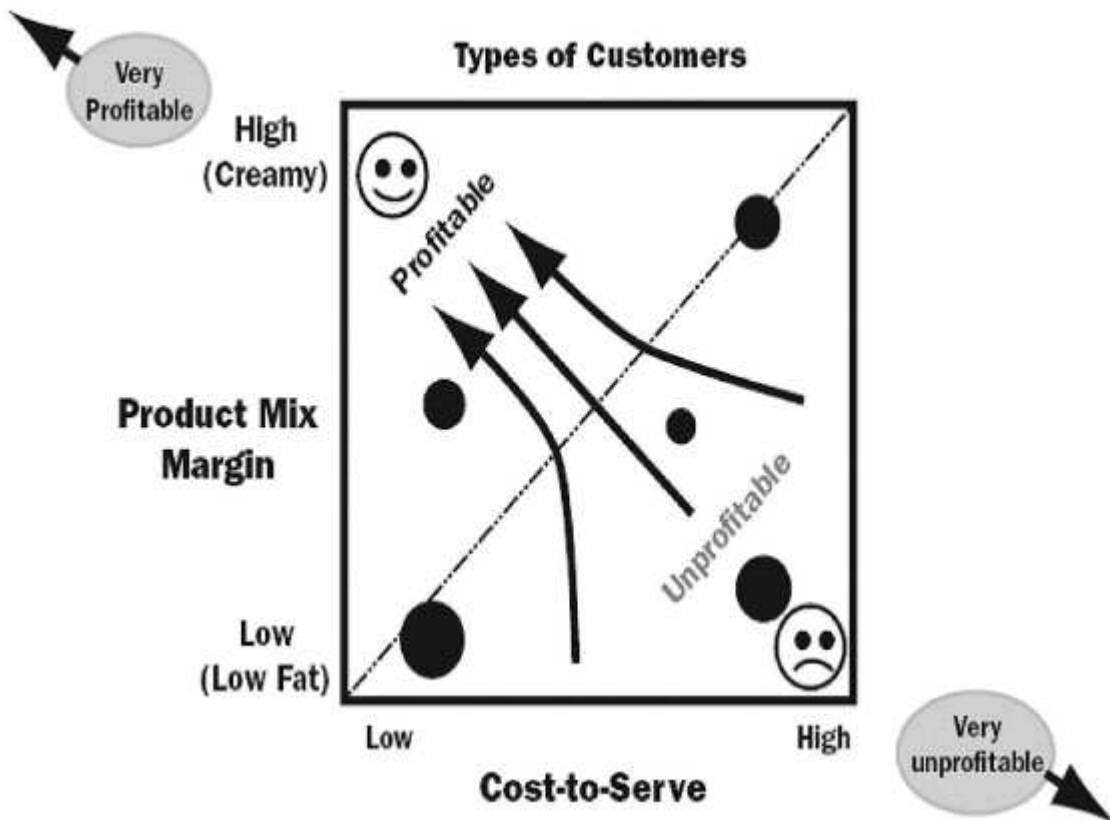 Types of Customers
Very
Profitable
High
(Creamy)
Profitable
Product Mix
Margin
Unprofitable
Low
(Low Fat)
Low
High
Very
unprofitable
Cost-to-Serve